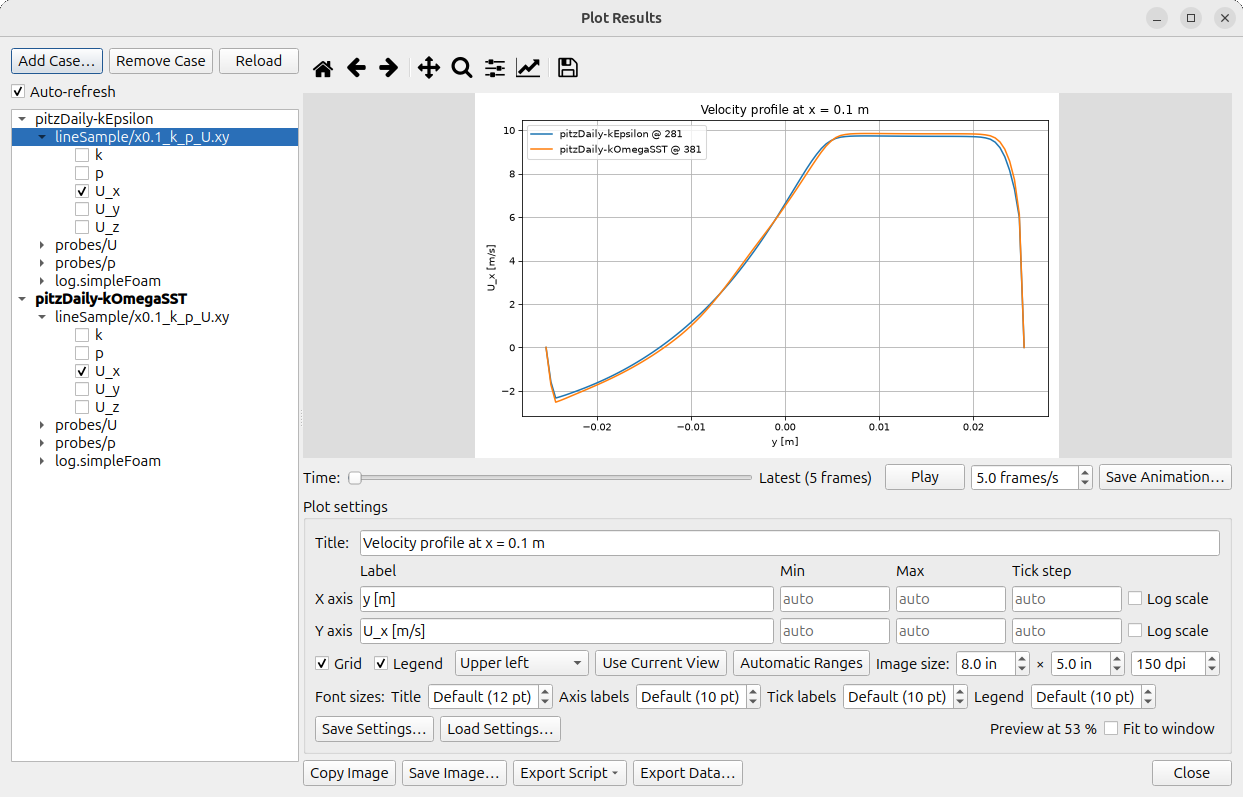 Plot Results
Add Case...
Remove Case
Reload
Auto-refresh
pitzDaily-kEpsilon
lineSample/x0.1_k_p_U.xy
k
p
U_x
U_y
U_z
probes/U
probes/p
log.simpleFoam
pitzDaily-kOmegaSST
lineSample/x0.1_k_p_U.xy
k
p
U_x
U_y
U_z
probes/U
probes/p
log.simpleFoam
Velocity profile at x = 0.1 m
pitzDaily-kEpsilon @ 281
pitzDaily-kOmegaSST @ 381
U_x [m/s]
10
8
6
4
2
0
−2
−0.02 −0.01 0.00 0.01 0.02
y [m]
Time: Latest (5 frames) Play 5.0 frames/s Save Animation...
Plot settings
Title: Velocity profile at x = 0.1 m
Label Min Max Tick step
X axis y [m] auto auto auto Log scale
Y axis U_x [m/s] auto auto auto Log scale
Grid Legend Upper left Use Current View Automatic Ranges Image size: 8.0 in × 5.0 in 150 dpi
Font sizes: Title Default (12 pt) Axis labels Default (10 pt) Tick labels Default (10 pt) Legend Default (10 pt)
Save Settings... Load Settings... Preview at 53 % Fit to window
Copy Image Save Image... Export Script Export Data... Close